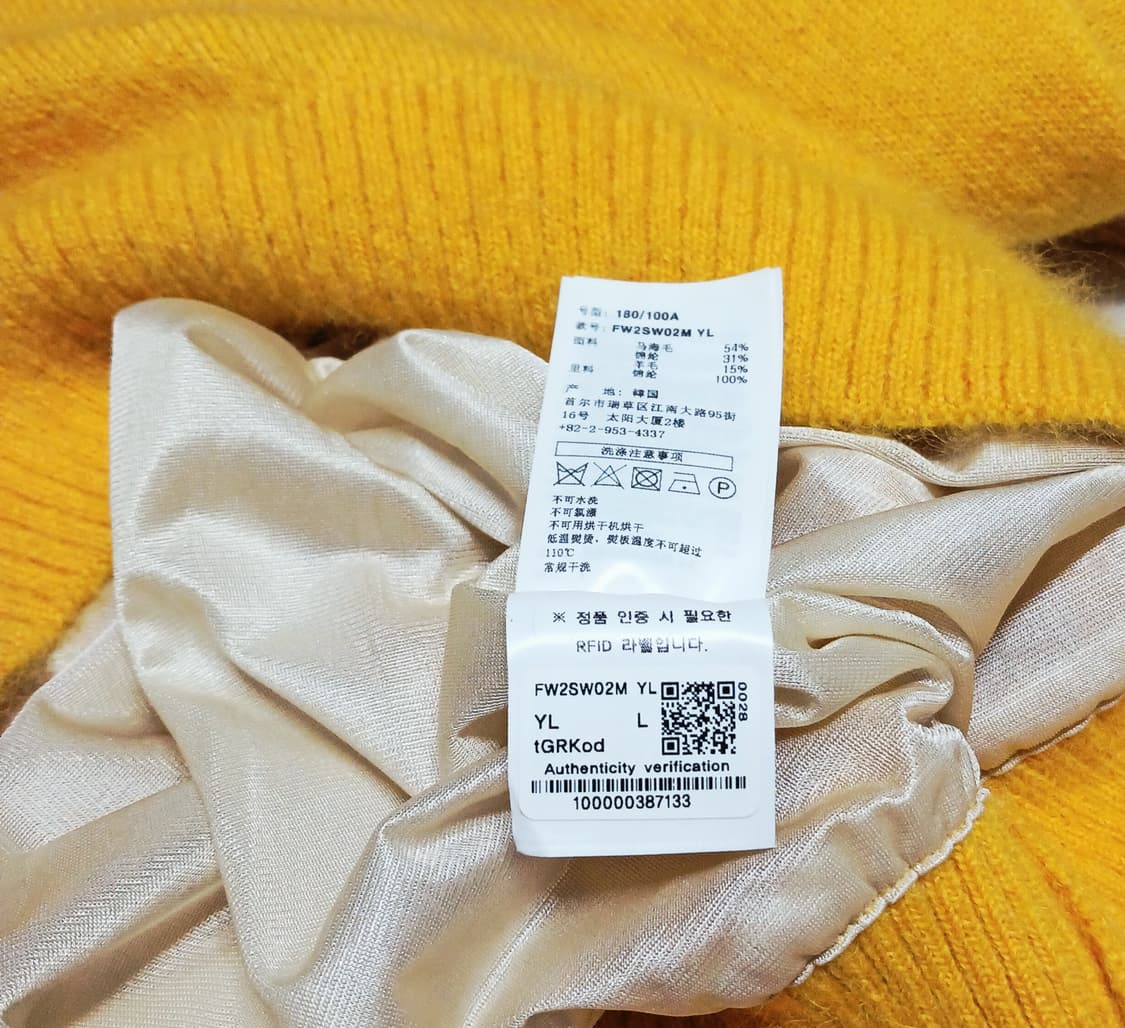 号型: 180/100A
款号: FW2SW02M YL
面料 马海毛 54%
锦纶 31%
羊毛 15%
里料 锦纶 100%
产 地: 韓国
首尔市瑞草区江南大路95街
16号 太阳大厦2楼
+82-2-953-4337
洗涤注意事项
P
不可水洗
不可氯漂
不可用烘干机烘干
低温熨烫，熨板温度不可超过
110℃
常规干洗
※ 정품 인증 시 필요한
RFID 라벨입니다.
FW2SW02M YL
0028
YL L
tGRKod
Authenticity verification
100000387133